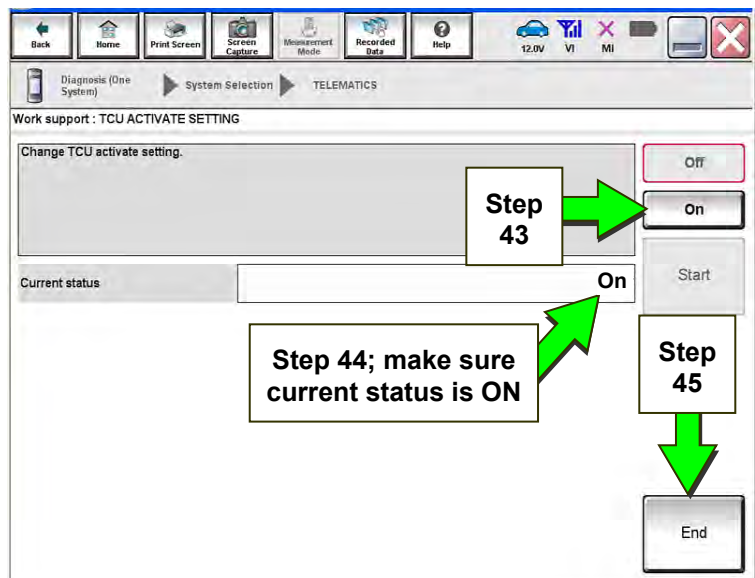 Back
Home
Print Screen
Screen
Capture
Measurement
Mode
Recorded
Data
Help
12.0V
VI
MI
Diagnosis (One
System)
System Selection
TELEMATICS
Work support : TCU ACTIVATE SETTING
Change TCU activate setting.
Off
Step
43
On
Current status
On
Start
Step 44; make sure
current status is ON
Step
45
End